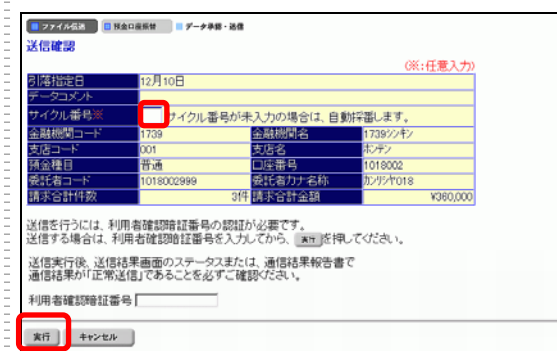 ファイル伝送 預金口座振替 データ承認・送信
送信確認
(※:任意入力)
引落指定日 12月10日
データコメント
サイクル番号※ サイクル番号が未入力の場合は、自動採番します。
金融機関コード 1739 金融機関名 1739シンキン
支店コード 001 支店名 ホンテン
預金種目 普通 口座番号 1018002
委託者コード 1018002999 委託者カナ名称 カンリシヤ018
請求合計件数 3件 請求合計金額 ¥360,000
送信を行うには、利用者確認暗証番号の認証が必要です。
送信する場合は、利用者確認暗証番号を入力してから、 実行 を押してください。
送信実行後、送信結果画面のステータスまたは、通信結果報告書で
通信結果が「正常送信」であることを必ずご確認ください。
利用者確認暗証番号
実行 キャンセル